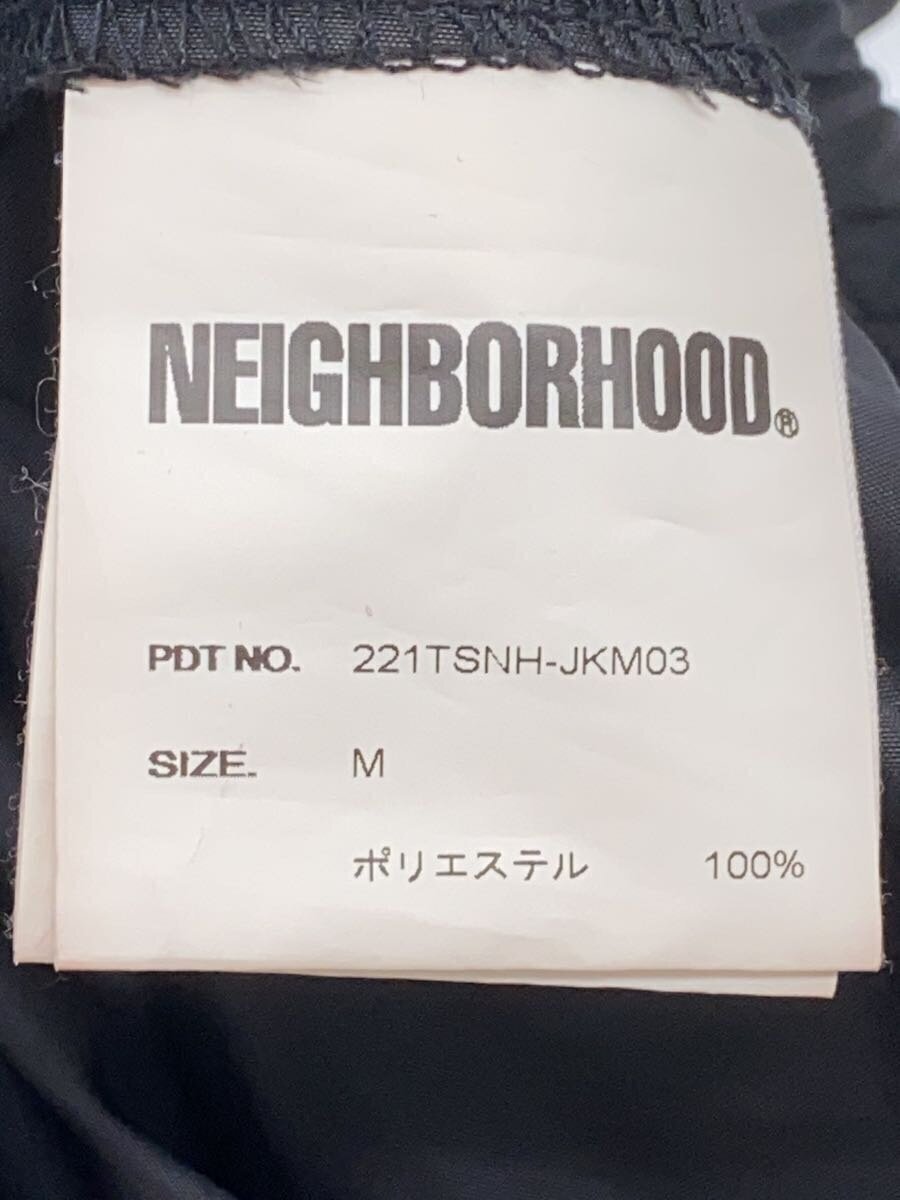 NEIGHBORHOOD®
PDT NO. 221TSNH-JKM03
SIZE. M
ポリエステル 100%